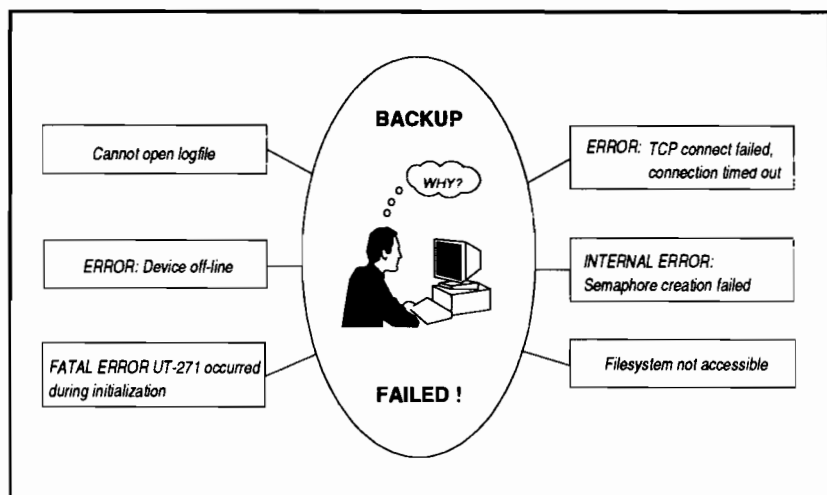 BACKUP
Cannot open logfile
ERROR: TCP connect failed,
connection timed out
WHY?
ERROR: Device off-line
INTERNAL ERROR:
Semaphore creation failed
FATAL ERROR UT-271 occurred
during initialization
Filesystem not accessible
FAILED !